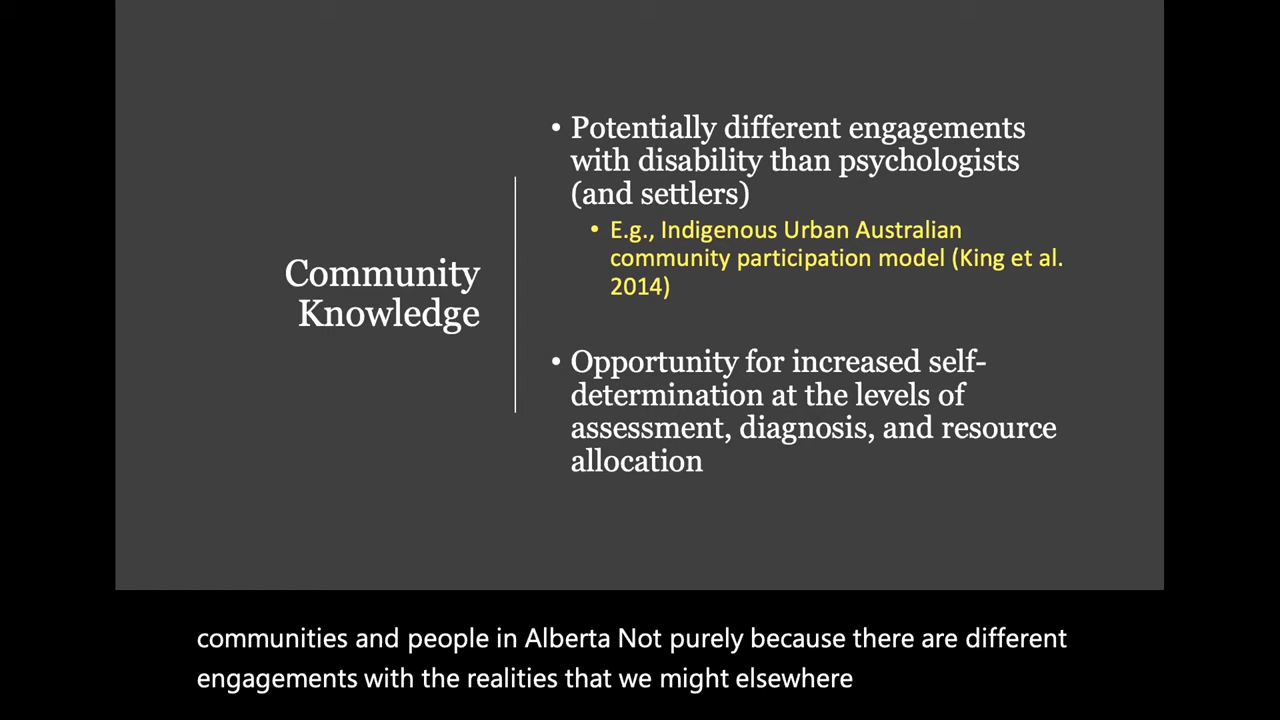 Community
Knowledge
• Potentially different engagements
with disability than psychologists
(and settlers)
• E.g., Indigenous Urban Australian
community participation model (King et al.
2014)
• Opportunity for increased self-
determination at the levels of
assessment, diagnosis, and resource
allocation
communities and people in Alberta Not purely because there are different
engagements with the realities that we might elsewhere